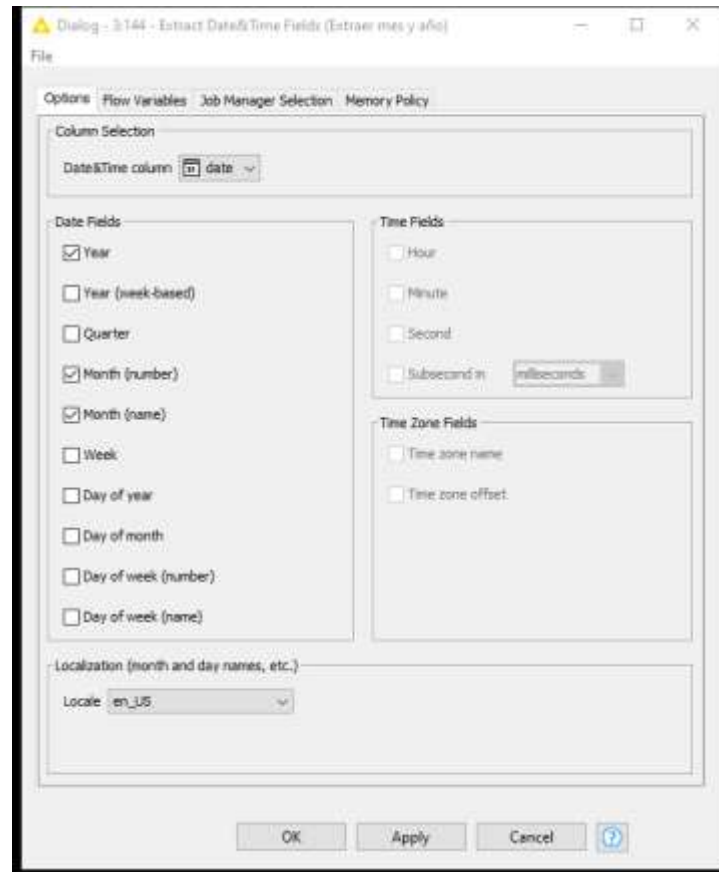 Dialog - 3:144 - Extract Date&Time Fields (Extraer mes y año)
File
Options Flow Variables Job Manager Selection Memory Policy
Column Selection
Date&Time column date
Date Fields
Year
Year (week-based)
Quarter
Month (number)
Month (name)
Week
Day of year
Day of month
Day of week (number)
Day of week (name)
Time Fields
Hour
Minute
Second
Subsecond in milliseconds
Time Zone Fields
Time zone name
Time zone offset
Localization (month and day names, etc.)
Locale en_US
OK Apply Cancel ?